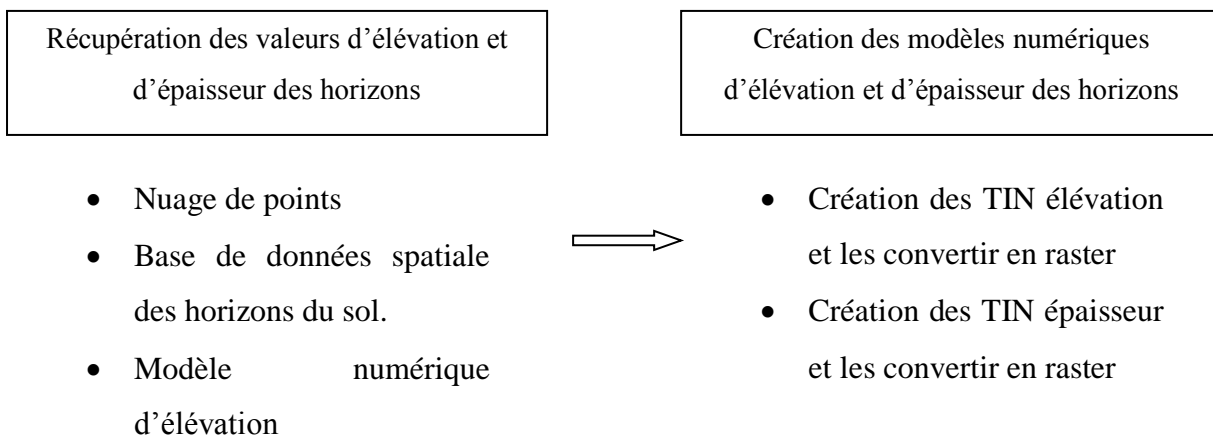 Récupération des valeurs d’élévation et
d’épaisseur des horizons
• Nuage de points
• Base de données spatiale
des horizons du sol.
• Modèle numérique
d’élévation
Création des modèles numériques
d’élévation et d’épaisseur des horizons
• Création des TIN élévation
et les convertir en raster
• Création des TIN épaisseur
et les convertir en raster